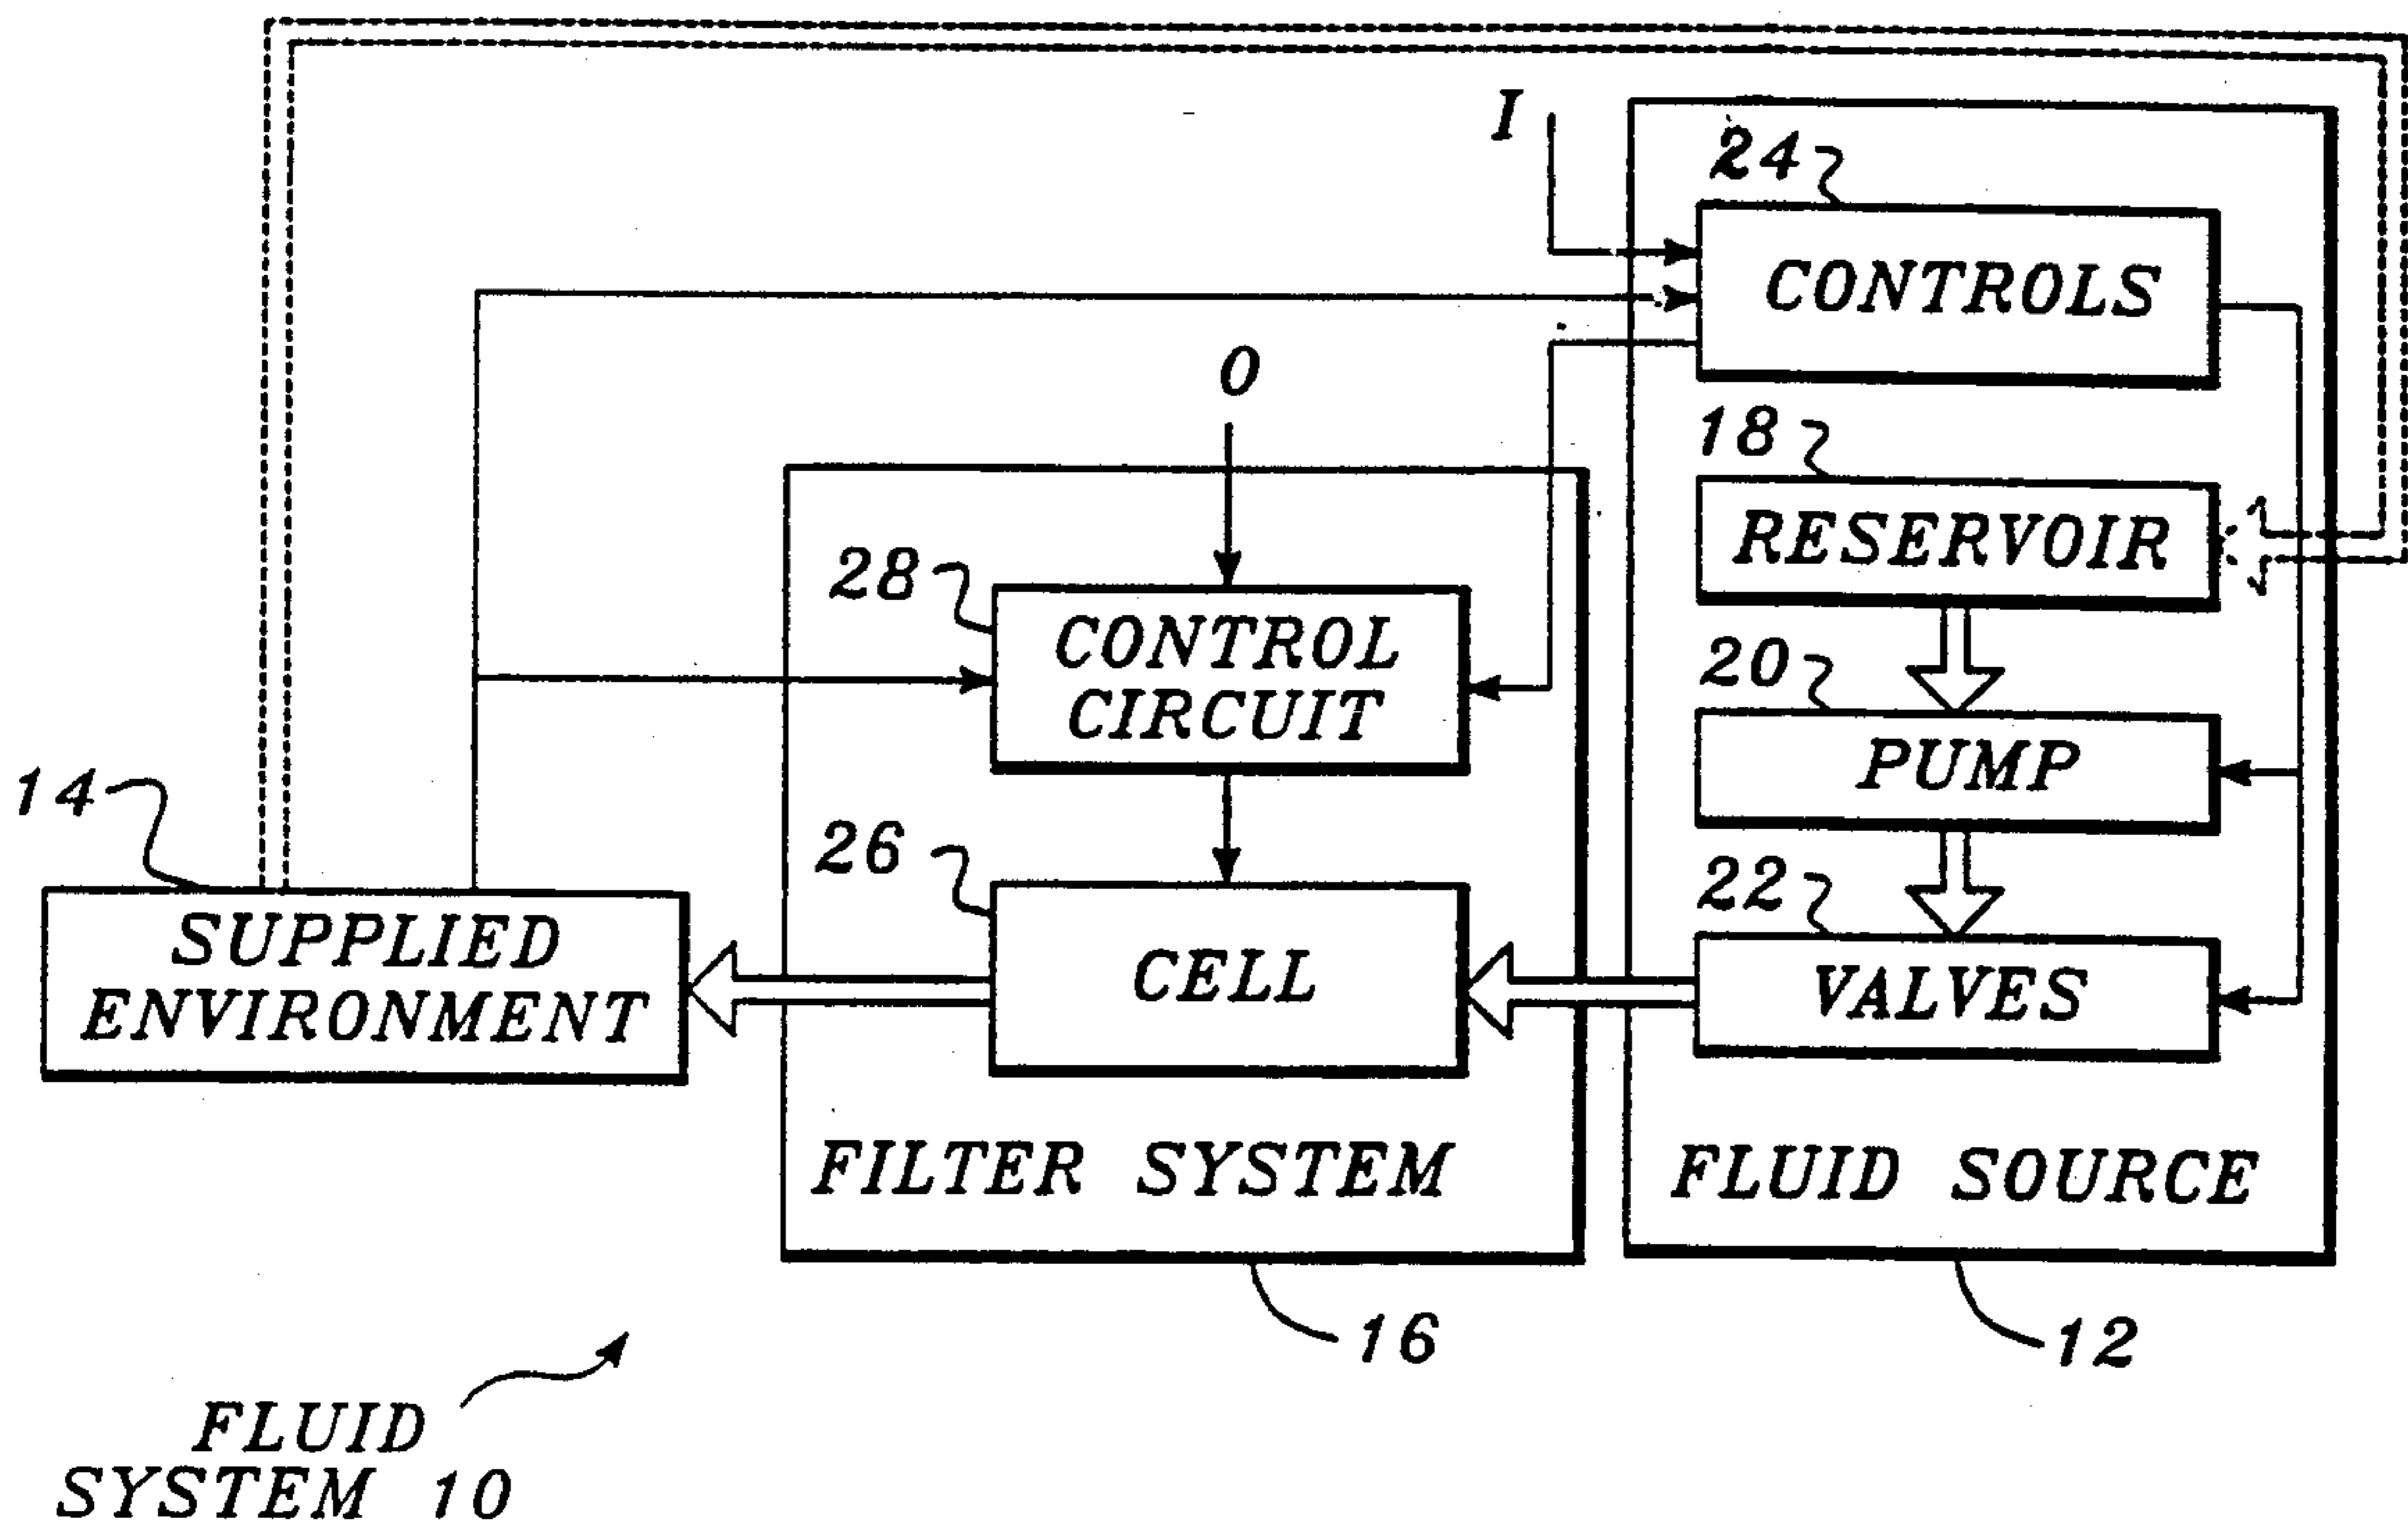 I
24
CONTROLS
O
18
RESERVOIR
28
CONTROL
CIRCUIT
20
PUMP
14
SUPPLIED
ENVIRONMENT
26
CELL
22
VALVES
FILTER SYSTEM
FLUID SOURCE
16
12
FLUID
SYSTEM 10